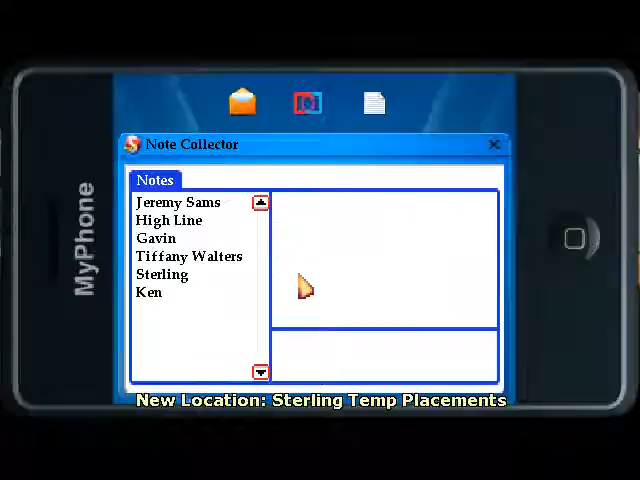 MyPhone
Note Collector
Notes
Jeremy Sams
High Line
Gavin
Tiffany Walters
Sterling
Ken
New Location: Sterling Temp Placements